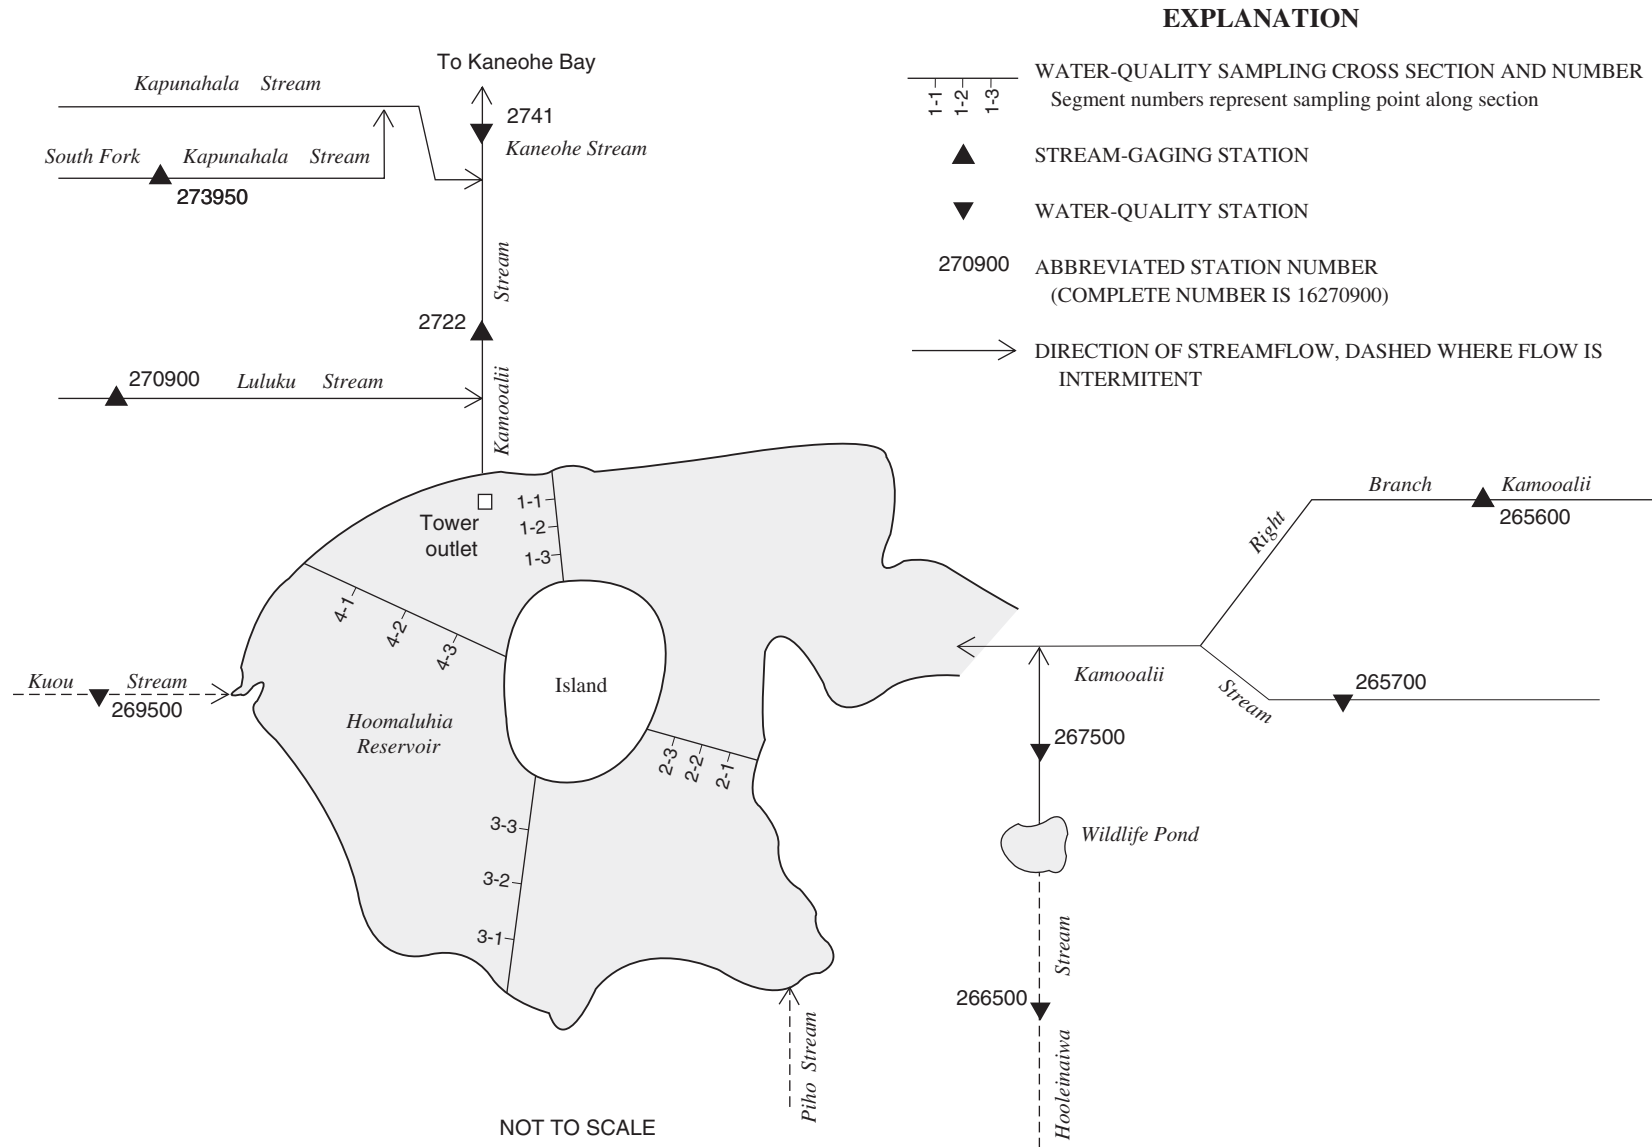 EXPLANATION
WATER-QUALITY SAMPLING CROSS SECTION AND NUMBER
Segment numbers represent sampling point along section
1-1
1-2
1-3
STREAM-GAGING STATION
WATER-QUALITY STATION
270900
ABBREVIATED STATION NUMBER
(COMPLETE NUMBER IS 16270900)
DIRECTION OF STREAMFLOW, DASHED WHERE FLOW IS
INTERMITENT
To Kaneohe Bay
Kapunahala Stream
2741
Kaneohe Stream
South Fork Kapunahala Stream
273950
2722
Kamooalii Stream
270900
Luluku Stream
Tower
outlet
1-1
1-2
1-3
4-1
4-2
4-3
Island
Kuou Stream
269500
Hoomaluhia
Reservoir
2-3
2-2
2-1
3-3
3-2
3-1
Right Branch Kamooalii
265600
Kamooalii
Stream
265700
267500
Wildlife Pond
266500
Hooleinaiwa Stream
Piho Stream
NOT TO SCALE